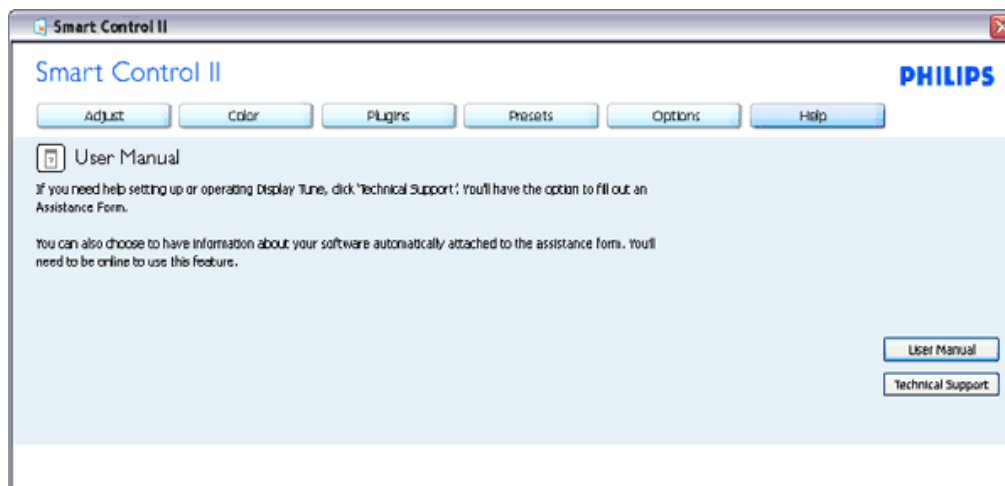 Smart Control II
Smart Control II
PHILIPS
Adjust Color Plugins Presets Options Help
? User Manual
If you need help setting up or operating Display Tune, click 'Technical Support'. You'll have the option to fill out an
Assistance Form.
You can also choose to have information about your software automatically attached to the assistance form. You'll
need to be online to use this feature.
User Manual
Technical Support